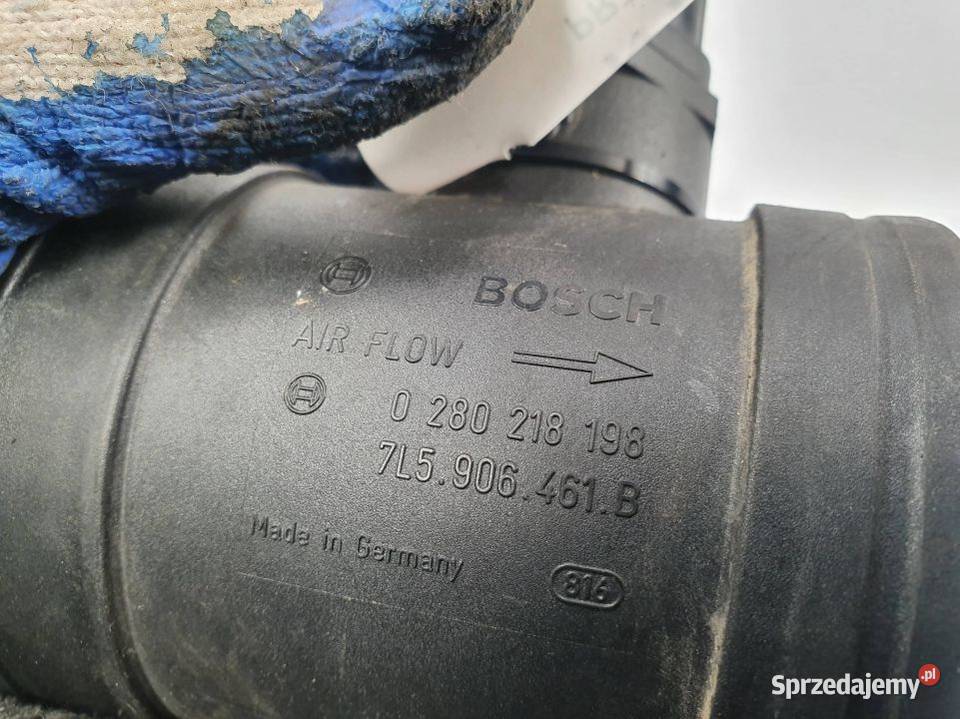 BOSCH
AIR FLOW
0 280 218 198
7L5.906.461.B
Made in Germany
816
Sprzedajemy.pl